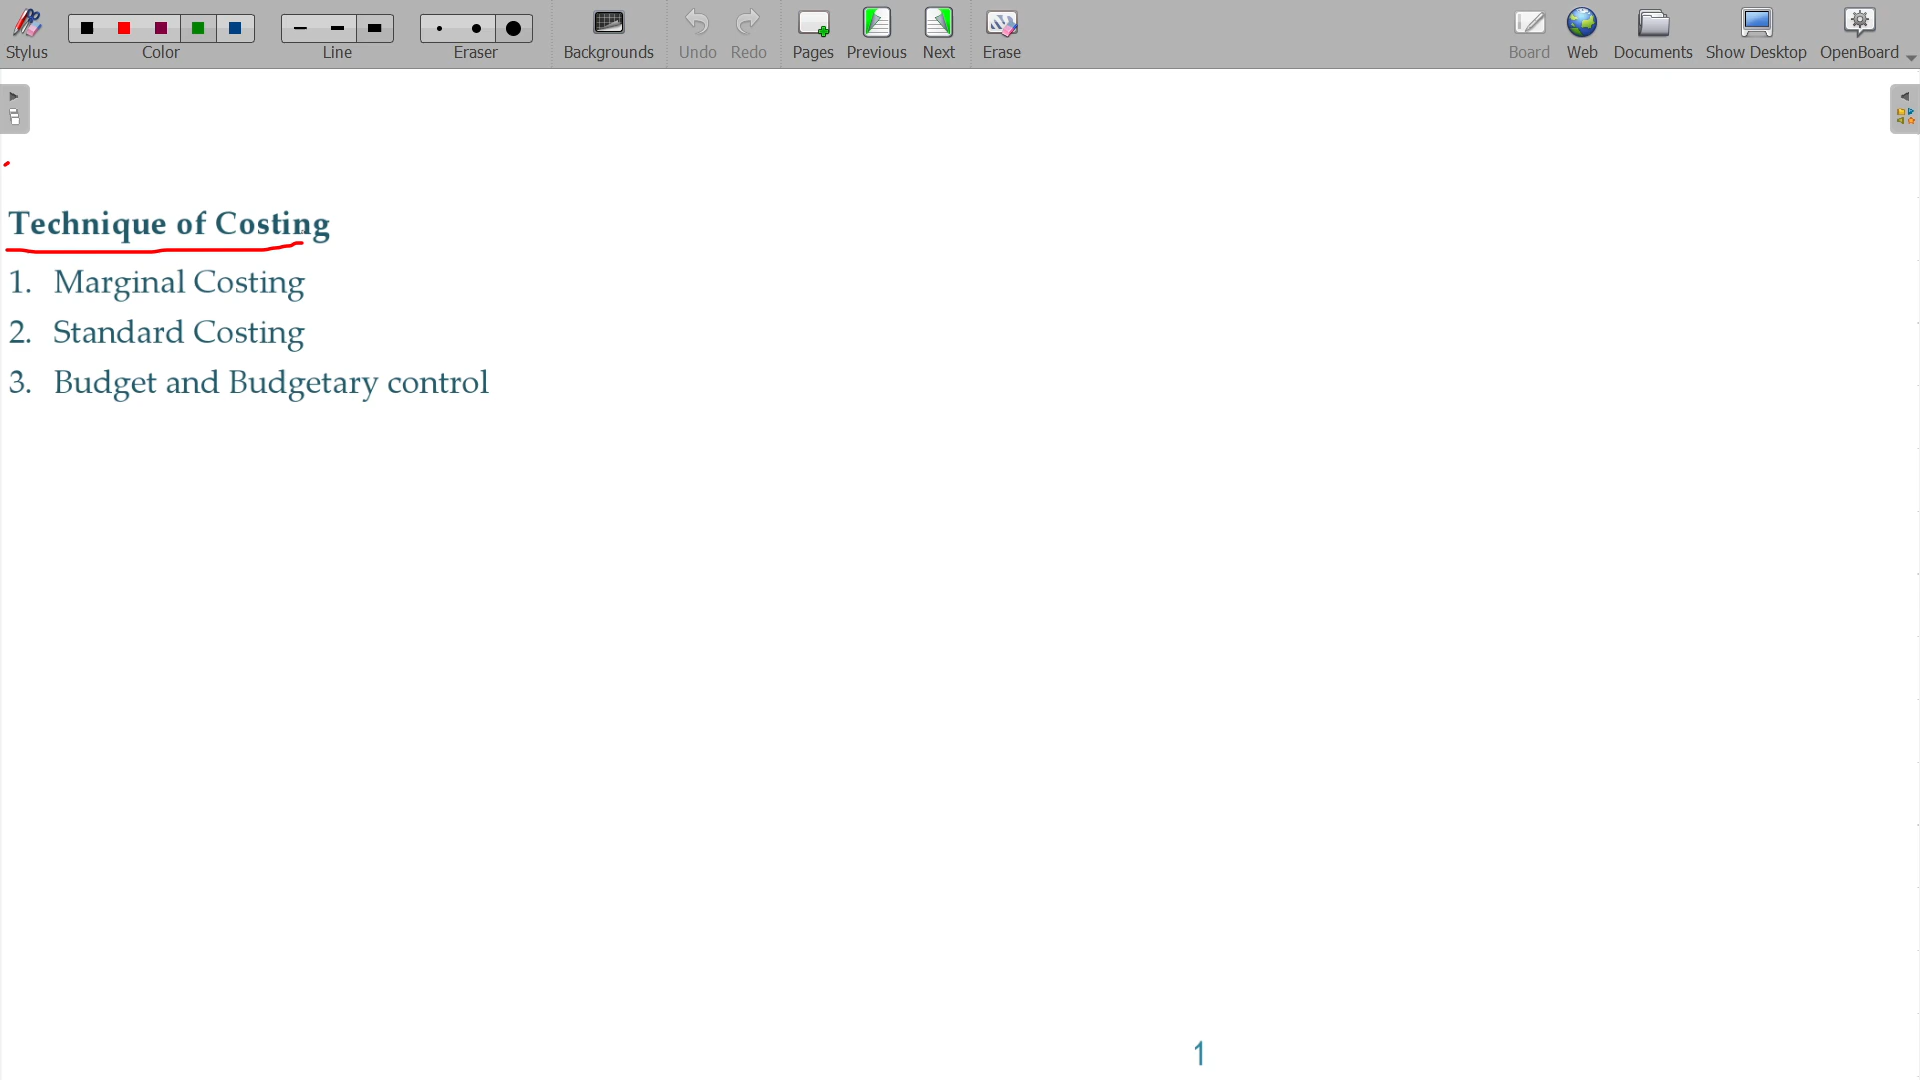 Stylus Color Line Eraser Backgrounds Undo Redo Pages Previous Next Erase Board Web Documents Show Desktop OpenBoard
Technique of Costing
1. Marginal Costing
2. Standard Costing
3. Budget and Budgetary control
1